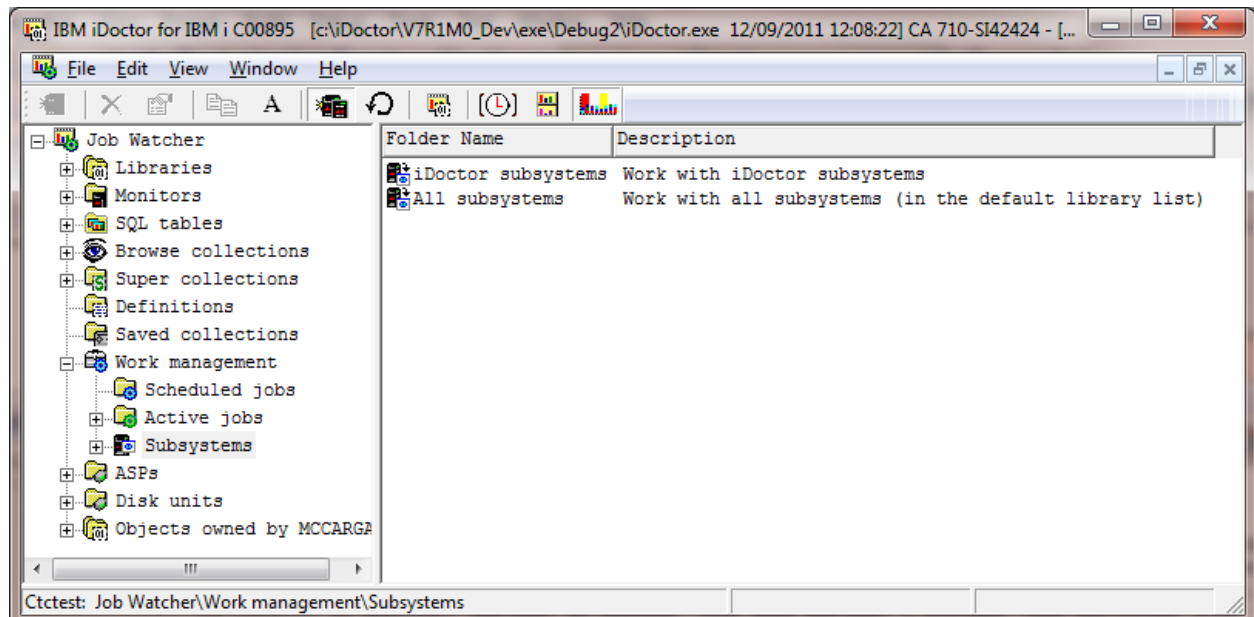 IBM iDoctor for IBM i C00895 [c:\iDoctor\V7R1M0_Dev\exe\Debug2\iDoctor.exe 12/09/2011 12:08:22] CA 710-SI42424 - [...
File Edit View Window Help
A
Job Watcher
Libraries
Monitors
SQL tables
Browse collections
Super collections
Definitions
Saved collections
Work management
Scheduled jobs
Active jobs
Subsystems
ASPs
Disk units
Objects owned by MCCARGA
Folder Name Description
iDoctor subsystems Work with iDoctor subsystems
All subsystems Work with all subsystems (in the default library list)
Ctctest: Job Watcher\Work management\Subsystems